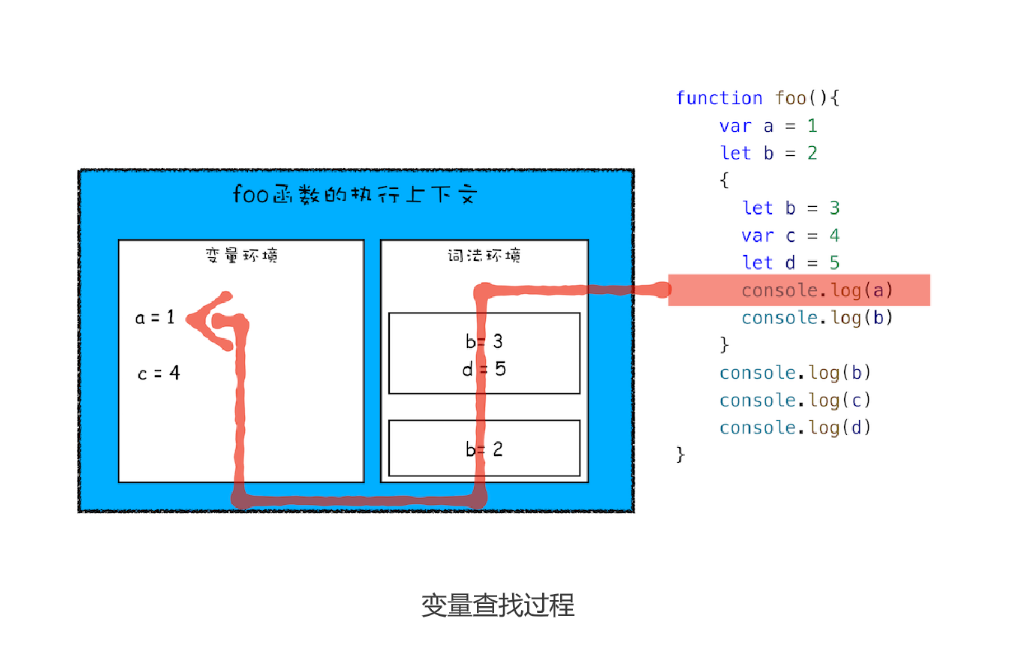 foo函数的执行上下文
变量环境
a = 1
c = 4
词法环境
b= 3
d = 5
b= 2
function foo(){
    var a = 1
    let b = 2
    {
      let b = 3
      var c = 4
      let d = 5
      console.log(a)
      console.log(b)
    }
    console.log(b)
    console.log(c)
    console.log(d)
}
变量查找过程